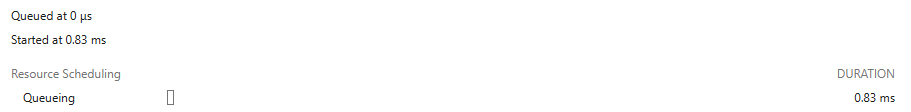 Queued at 0 μs
Started at 0.83 ms
Resource Scheduling DURATION
Queueing 0.83 ms